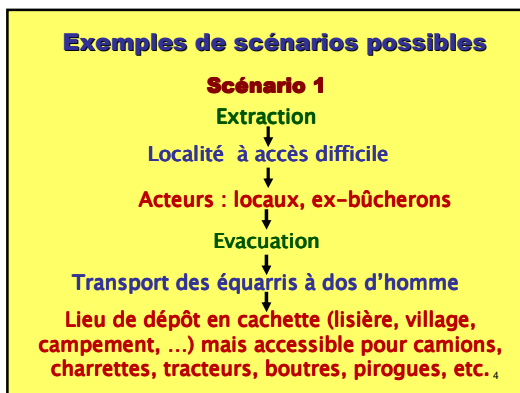 Exemples de scénarios possibles
Scénario 1
Extraction
Localité à accès difficile
Acteurs : locaux, ex-bûcherons
Evacuation
Transport des équarris à dos d’homme
Lieu de dépôt en cachette (lisière, village,
campement, …) mais accessible pour camions,
charrettes, tracteurs, boutres, pirogues, etc.
4